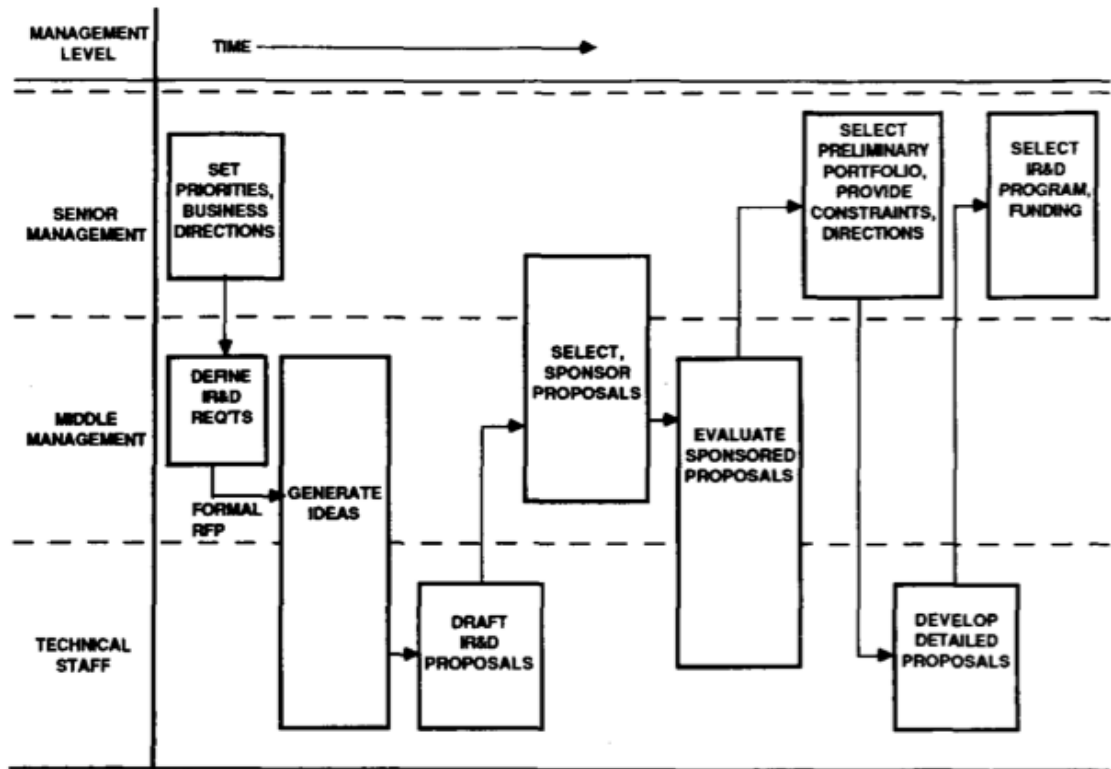 MANAGEMENT
LEVEL
TIME
SENIOR
MANAGEMENT
SET
PRIORITIES,
BUSINESS
DIRECTIONS
SELECT
PRELIMINARY
PORTFOLIO,
PROVIDE
CONSTRAINTS,
DIRECTIONS
SELECT
IR&D
PROGRAM,
FUNDING
MIDDLE
MANAGEMENT
DEFINE
IR&D
REQ'TS
FORMAL
RFP
GENERATE
IDEAS
SELECT,
SPONSOR
PROPOSALS
EVALUATE
SPONSORED
PROPOSALS
TECHNICAL
STAFF
DRAFT
IR&D
PROPOSALS
DEVELOP
DETAILED
PROPOSALS